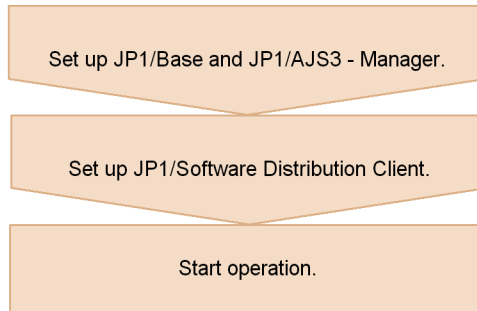 Set up JP1/Base and JP1/AJS3 - Manager.
Set up JP1/Software Distribution Client.
Start operation.